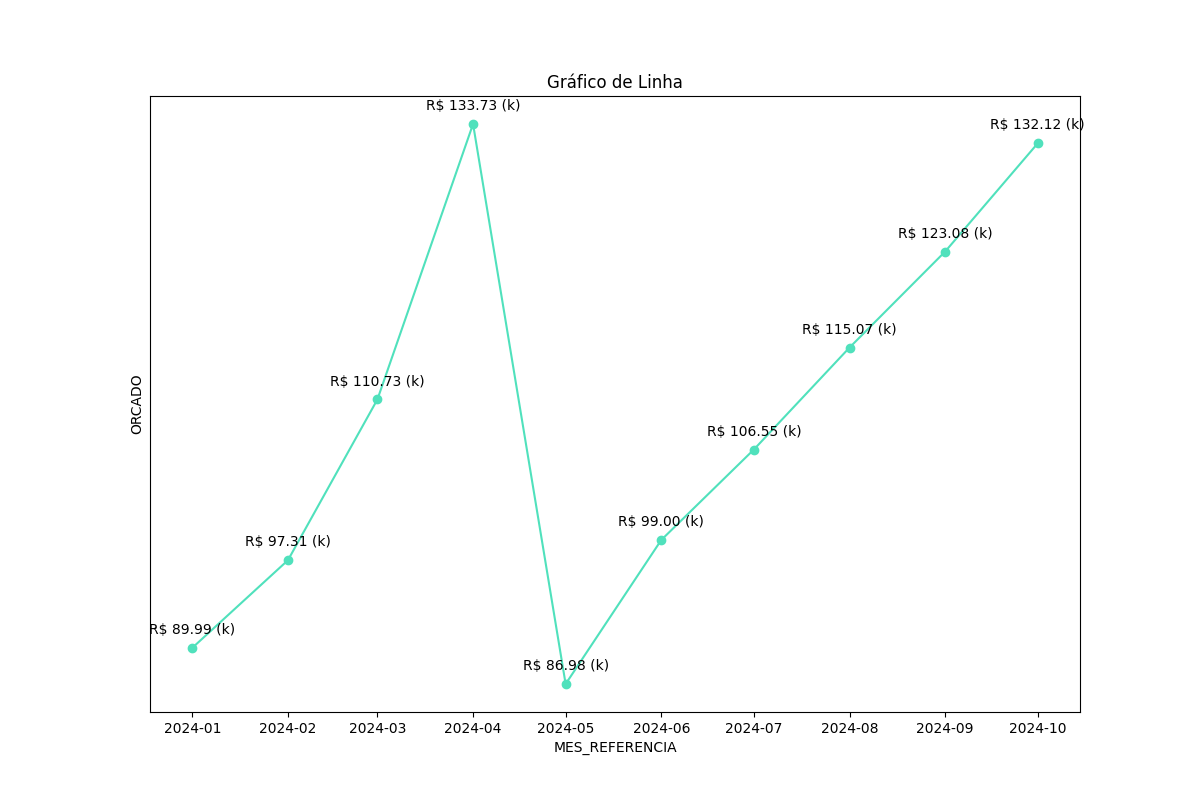 Gráfico de Linha
R$ 133.73 (k)
R$ 132.12 (k)
R$ 123.08 (k)
R$ 115.07 (k)
R$ 110.73 (k)
R$ 106.55 (k)
R$ 99.00 (k)
R$ 97.31 (k)
R$ 89.99 (k)
R$ 86.98 (k)
ORCADO
2024-01 2024-02 2024-03 2024-04 2024-05 2024-06 2024-07 2024-08 2024-09 2024-10
MES_REFERENCIA